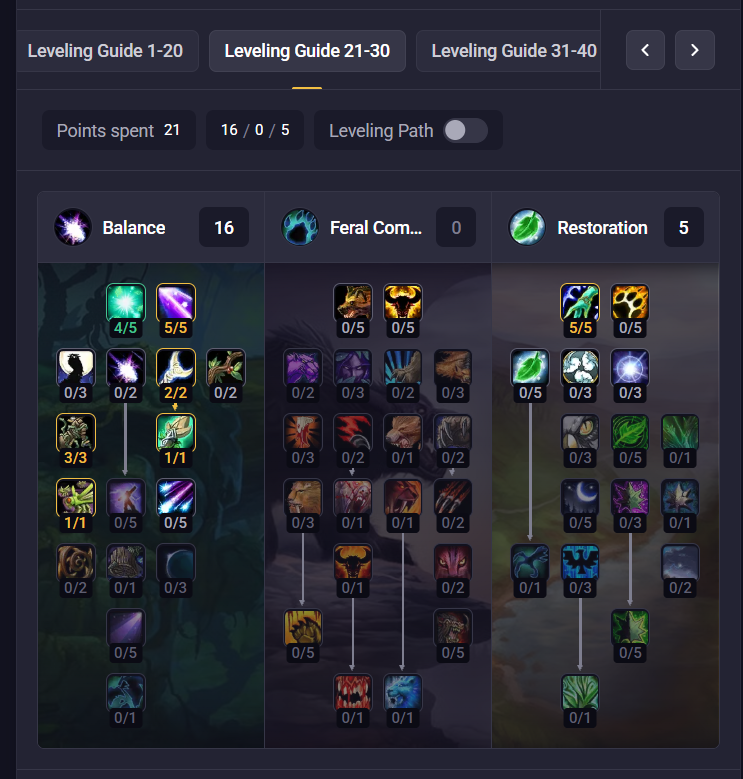 Leveling Guide 1-20 Leveling Guide 21-30 Leveling Guide 31-40
Points spent 21 16 / 0 / 5 Leveling Path
Balance 16 Feral Com... 0 Restoration 5
4/5 5/5 0/5 0/5 5/5 0/5
0/3 0/2 2/2 0/2 0/2 0/3 0/2 0/3 0/5 0/3 0/3
3/3 1/1 0/3 0/2 0/1 0/2 0/3 0/5 0/1
1/1 0/5 0/5 0/3 0/1 0/1 0/2 0/5 0/3 0/1
0/2 0/1 0/3 0/1 0/2 0/1 0/3 0/2
0/5 0/5 0/5 0/5
0/1 0/1 0/1 0/1